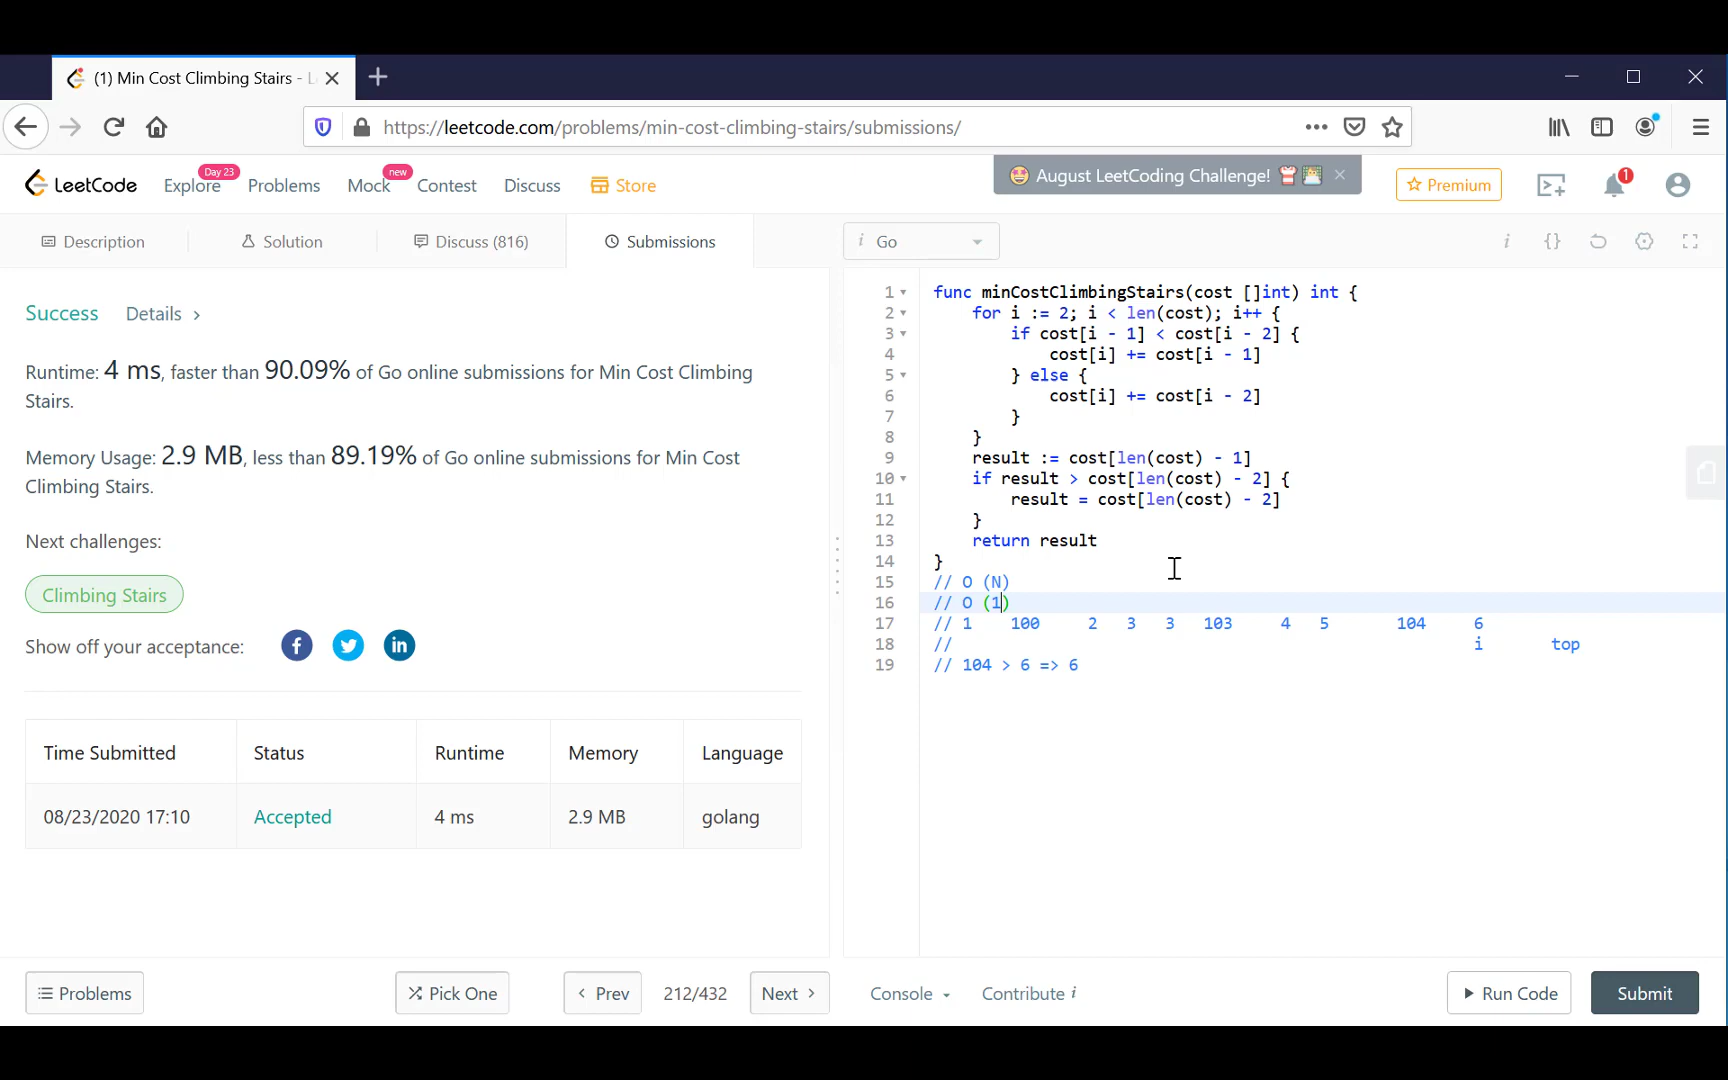 (1) Min Cost Climbing Stairs - L
https://leetcode.com/problems/min-cost-climbing-stairs/submissions/
LeetCode
Explore
Day 23
Problems
Mock
new
Contest
Discuss
Store
August LeetCoding Challenge!
Premium
1
Description
Solution
Discuss (816)
Submissions
i Go
i {}
Success
Details >
Runtime: 4 ms, faster than 90.09% of Go online submissions for Min Cost Climbing
Stairs.
Memory Usage: 2.9 MB, less than 89.19% of Go online submissions for Min Cost
Climbing Stairs.
Next challenges:
Climbing Stairs
Show off your acceptance:
Time Submitted Status Runtime Memory Language
08/23/2020 17:10 Accepted 4 ms 2.9 MB golang
1 func minCostClimbingStairs(cost []int) int {
2 for i := 2; i < len(cost); i++ {
3 if cost[i - 1] < cost[i - 2] {
4 cost[i] += cost[i - 1]
5 } else {
6 cost[i] += cost[i - 2]
7 }
8 }
9 result := cost[len(cost) - 1]
10 if result > cost[len(cost) - 2] {
11 result = cost[len(cost) - 2]
12 }
13 return result
14 }
15 // O (N)
16 // O (1)
17 // 1 100 2 3 3 103 4 5 104 6
18 // i top
19 // 104 > 6 => 6
Problems
Pick One
< Prev
212/432
Next >
Console
Contribute i
Run Code
Submit